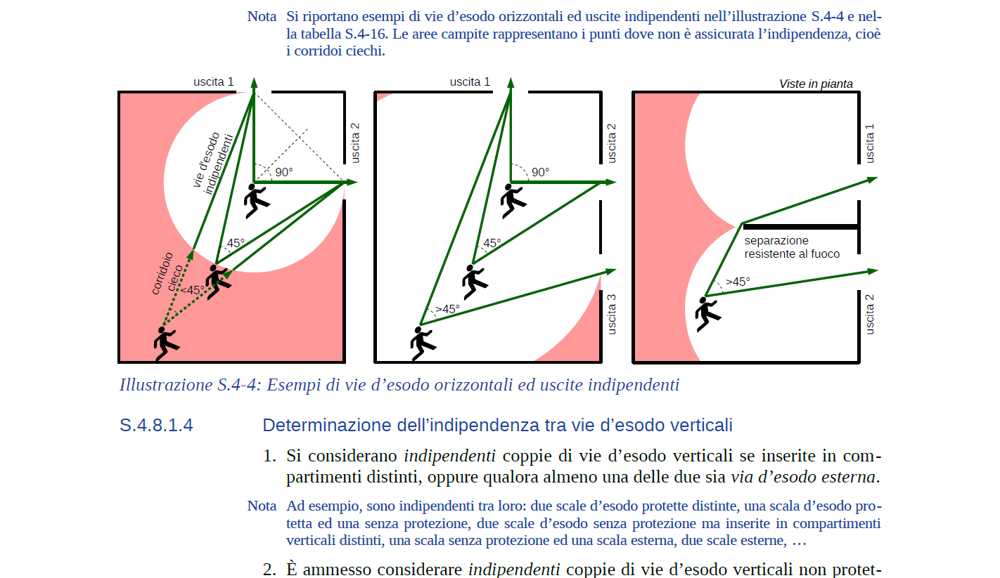 Nota Si riportano esempi di vie d’esodo orizzontali ed uscite indipendenti nell’illustrazione S.4-4 e nel-
la tabella S.4-16. Le aree campite rappresentano i punti dove non è assicurata l’indipendenza, cioè
i corridoi ciechi.
uscita 1
uscita 2
vie d'esodo
indipendenti
90°
45°
corridoio
cieco
<45°
uscita 1
uscita 2
90°
45°
>45°
uscita 3
Viste in pianta
uscita 1
separazione
resistente al fuoco
>45°
uscita 2
Illustrazione S.4-4: Esempi di vie d’esodo orizzontali ed uscite indipendenti
S.4.8.1.4 Determinazione dell’indipendenza tra vie d’esodo verticali
1. Si considerano indipendenti coppie di vie d’esodo verticali se inserite in com-
partimenti distinti, oppure qualora almeno una delle due sia via d’esodo esterna.
Nota Ad esempio, sono indipendenti tra loro: due scale d’esodo protette distinte, una scala d’esodo pro-
tetta ed una senza protezione, due scale d’esodo senza protezione ma inserite in compartimenti
verticali distinti, una scala senza protezione ed una scala esterna, due scale esterne, …
2. È ammesso considerare indipendenti coppie di vie d’esodo verticali non protet-